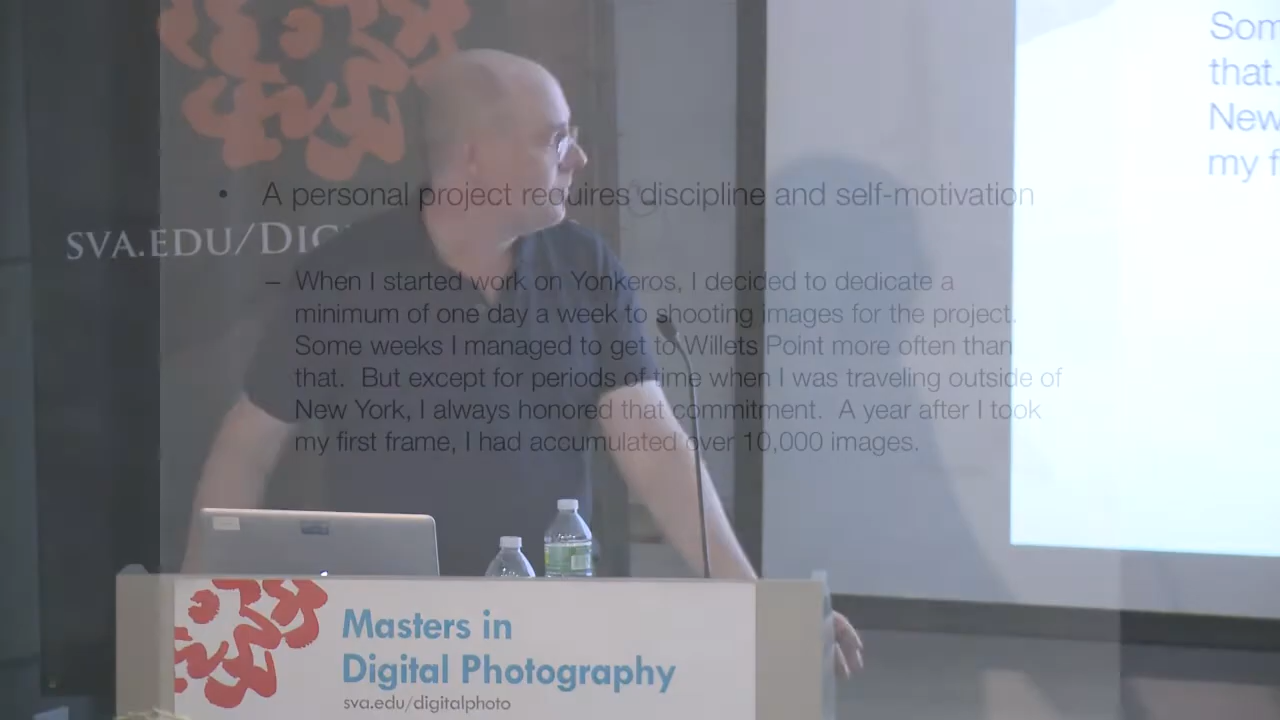 Som
that.
New
my f
• A personal project requires discipline and self-motivation
SVA.EDU/DIG
– When I started work on Yonkeros, I decided to dedicate a
minimum of one day a week to shooting images for the project.
Some weeks I managed to get to Willets Point more often than
that. But except for periods of time when I was traveling outside of
New York, I always honored that commitment. A year after I took
my first frame, I had accumulated over 10,000 images.
Masters in
Digital Photography
sva.edu/digitalphoto